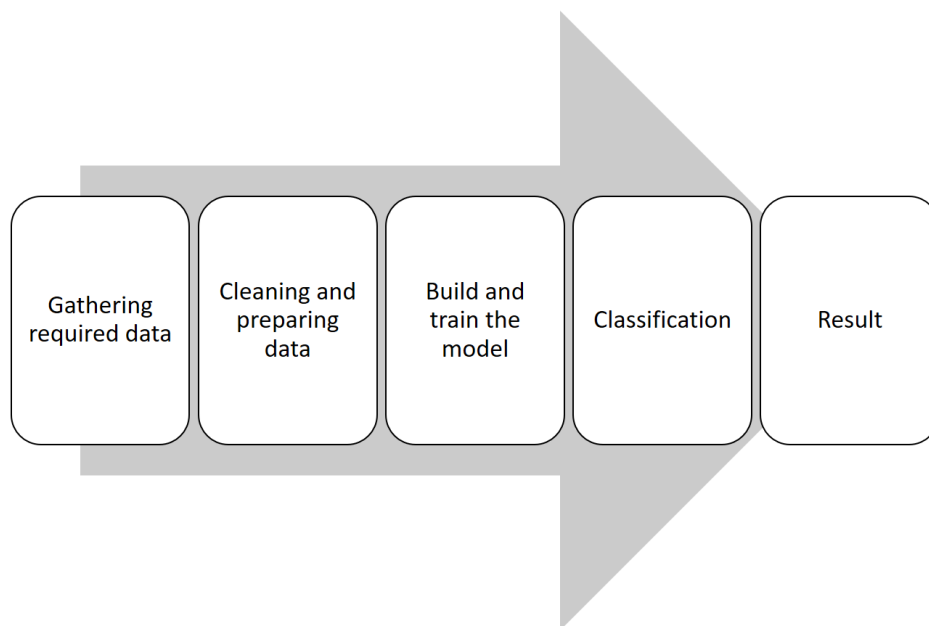 Gathering
required data
Cleaning and
preparing
data
Build and
train the
model
Classification
Result